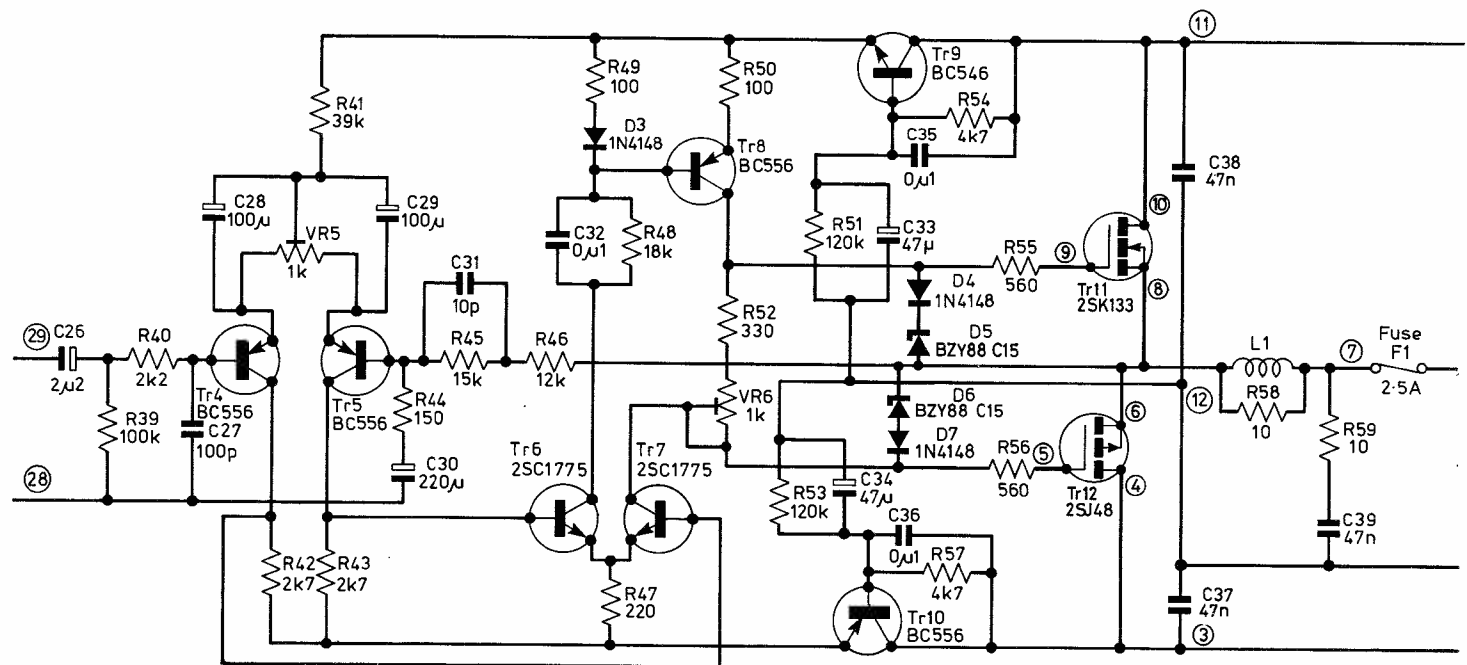 11
Tr9
BC546
R49
100
R50
100
R41
39k
R54
4k7
D3
1N4148
Tr8
BC556
C35
0µ1
C38
47n
C28
100µ
C29
100µ
VR5
1k
C32
0µ1
R48
18k
R51
120k
C33
47µ
10
R55
560
9
Tr11
2SK133
8
C31
10p
D4
1N4148
R52
330
D5
BZY88 C15
29
C26
2µ2
R40
2k2
R45
15k
R46
12k
L1
7
Fuse
F1
2·5A
Tr4
BC556
Tr5
BC556
R44
150
R39
100k
C27
100p
VR6
1k
D6
BZY88 C15
12
R58
10
6
R59
10
D7
1N4148
R56
560
5
Tr6
2SC1775
Tr7
2SC1775
C30
220µ
28
C34
47µ
R53
120k
Tr12
2SJ48
4
C36
0µ1
C39
47n
R42
2k7
R43
2k7
R47
220
R57
4k7
C37
47n
Tr10
BC556
3